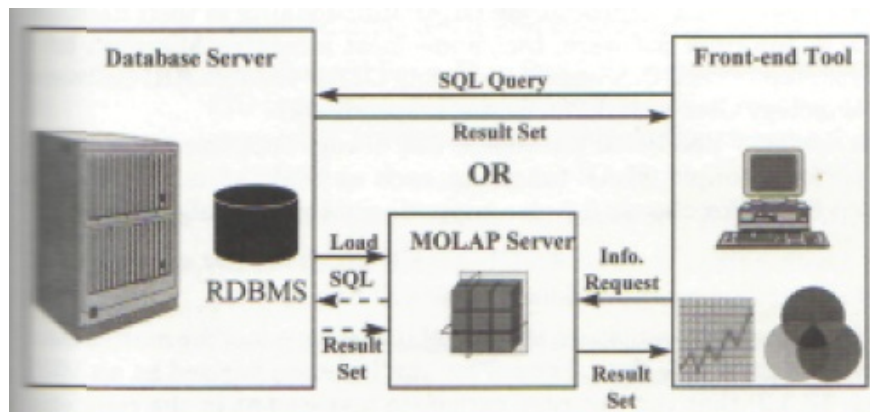 Database Server
Front-end Tool
SQL Query
Result Set
OR
RDBMS
Load
SQL
Result
Set
MOLAP Server
Info.
Request
Result
Set